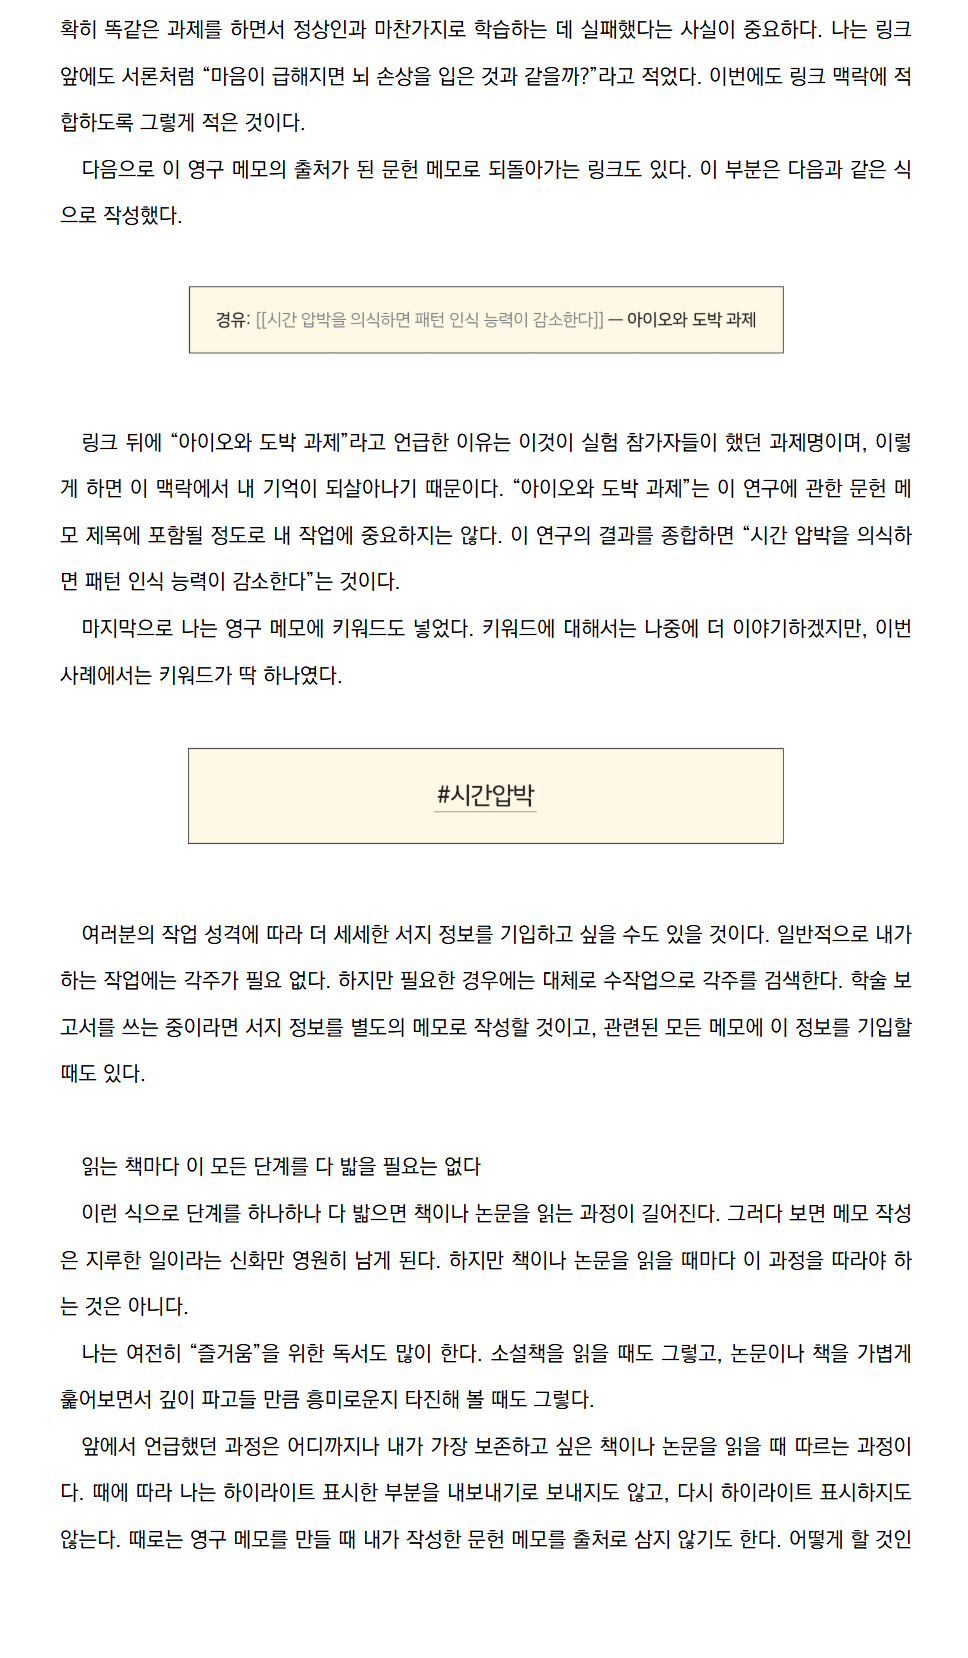 확히 똑같은 과제를 하면서 정상인과 마찬가지로 학습하는 데 실패했다는 사실이 중요하다. 나는 링크
앞에도 서론처럼 “마음이 급해지면 뇌 손상을 입은 것과 같을까?”라고 적었다. 이번에도 링크 맥락에 적
합하도록 그렇게 적은 것이다.
다음으로 이 영구 메모의 출처가 된 문헌 메모로 되돌아가는 링크도 있다. 이 부분은 다음과 같은 식
으로 작성했다.
경유: [[시간 압박을 의식하면 패턴 인식 능력이 감소한다]] — 아이오와 도박 과제
링크 뒤에 “아이오와 도박 과제”라고 언급한 이유는 이것이 실험 참가자들이 했던 과제명이며, 이렇
게 하면 이 맥락에서 내 기억이 되살아나기 때문이다. “아이오와 도박 과제”는 이 연구에 관한 문헌 메
모 제목에 포함될 정도로 내 작업에 중요하지는 않다. 이 연구의 결과를 종합하면 “시간 압박을 의식하
면 패턴 인식 능력이 감소한다”는 것이다.
마지막으로 나는 영구 메모에 키워드도 넣었다. 키워드에 대해서는 나중에 더 이야기하겠지만, 이번
사례에서는 키워드가 딱 하나였다.
#시간압박
여러분의 작업 성격에 따라 더 세세한 서지 정보를 기입하고 싶을 수도 있을 것이다. 일반적으로 내가
하는 작업에는 각주가 필요 없다. 하지만 필요한 경우에는 대체로 수작업으로 각주를 검색한다. 학술 보
고서를 쓰는 중이라면 서지 정보를 별도의 메모로 작성할 것이고, 관련된 모든 메모에 이 정보를 기입할
때도 있다.
읽는 책마다 이 모든 단계를 다 밟을 필요는 없다
이런 식으로 단계를 하나하나 다 밟으면 책이나 논문을 읽는 과정이 길어진다. 그러다 보면 메모 작성
은 지루한 일이라는 신화만 영원히 남게 된다. 하지만 책이나 논문을 읽을 때마다 이 과정을 따라야 하
는 것은 아니다.
나는 여전히 “즐거움”을 위한 독서도 많이 한다. 소설책을 읽을 때도 그렇고, 논문이나 책을 가볍게
훑어보면서 깊이 파고들 만큼 흥미로운지 타진해 볼 때도 그렇다.
앞에서 언급했던 과정은 어디까지나 내가 가장 보존하고 싶은 책이나 논문을 읽을 때 따르는 과정이
다. 때에 따라 나는 하이라이트 표시한 부분을 내보내기로 보내지도 않고, 다시 하이라이트 표시하지도
않는다. 때로는 영구 메모를 만들 때 내가 작성한 문헌 메모를 출처로 삼지 않기도 한다. 어떻게 할 것인